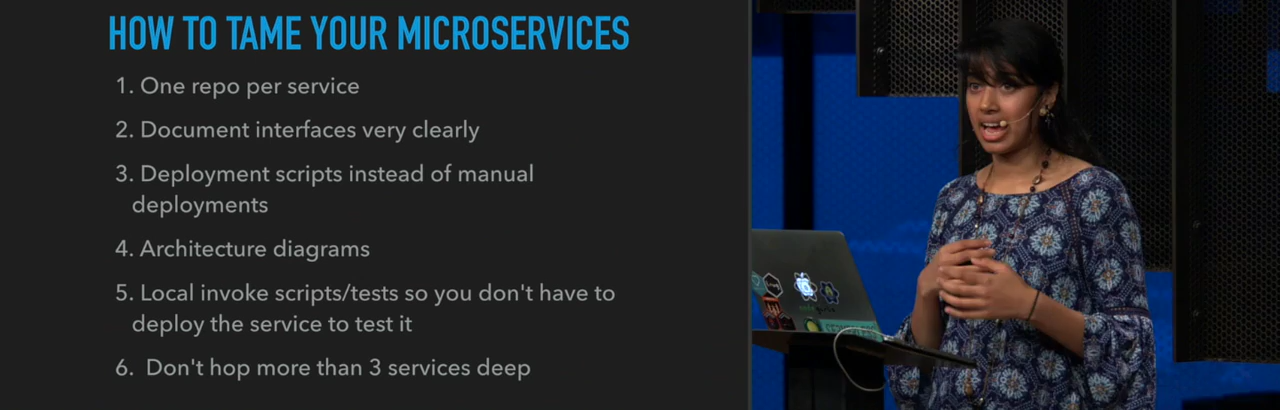 HOW TO TAME YOUR MICROSERVICES
1. One repo per service
2. Document interfaces very clearly
3. Deployment scripts instead of manual
deployments
4. Architecture diagrams
5. Local invoke scripts/tests so you don't have to
deploy the service to test it
6. Don't hop more than 3 services deep